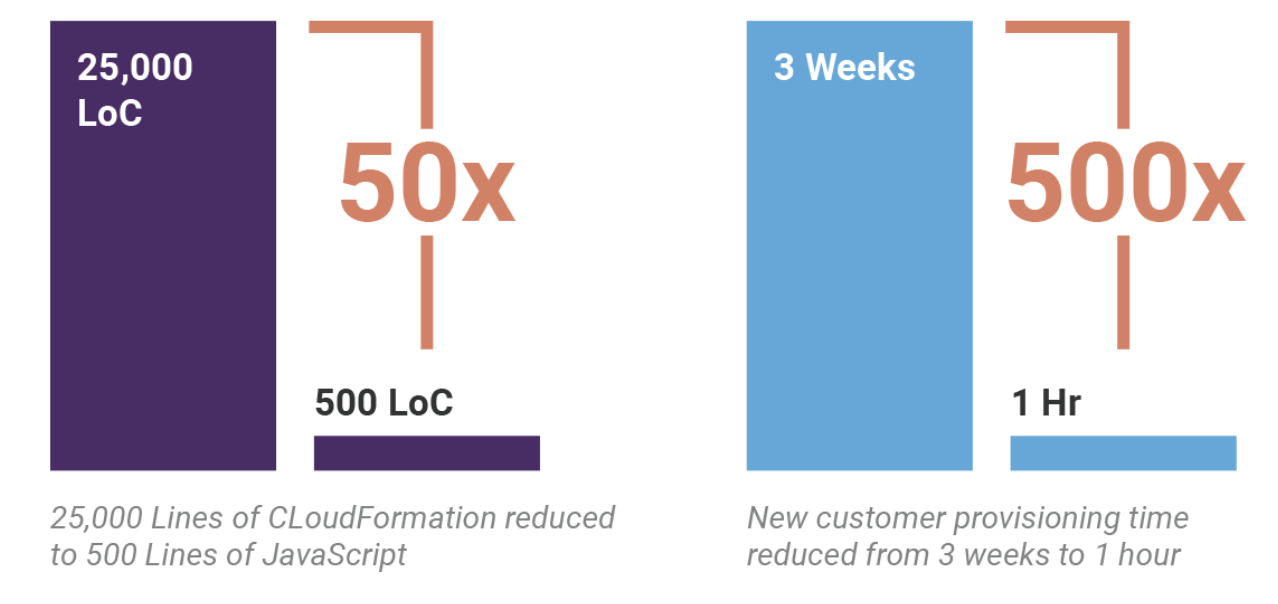 25,000
LoC
50x
500 LoC
25,000 Lines of CLoudFormation reduced
to 500 Lines of JavaScript
3 Weeks
500x
1 Hr
New customer provisioning time
reduced from 3 weeks to 1 hour